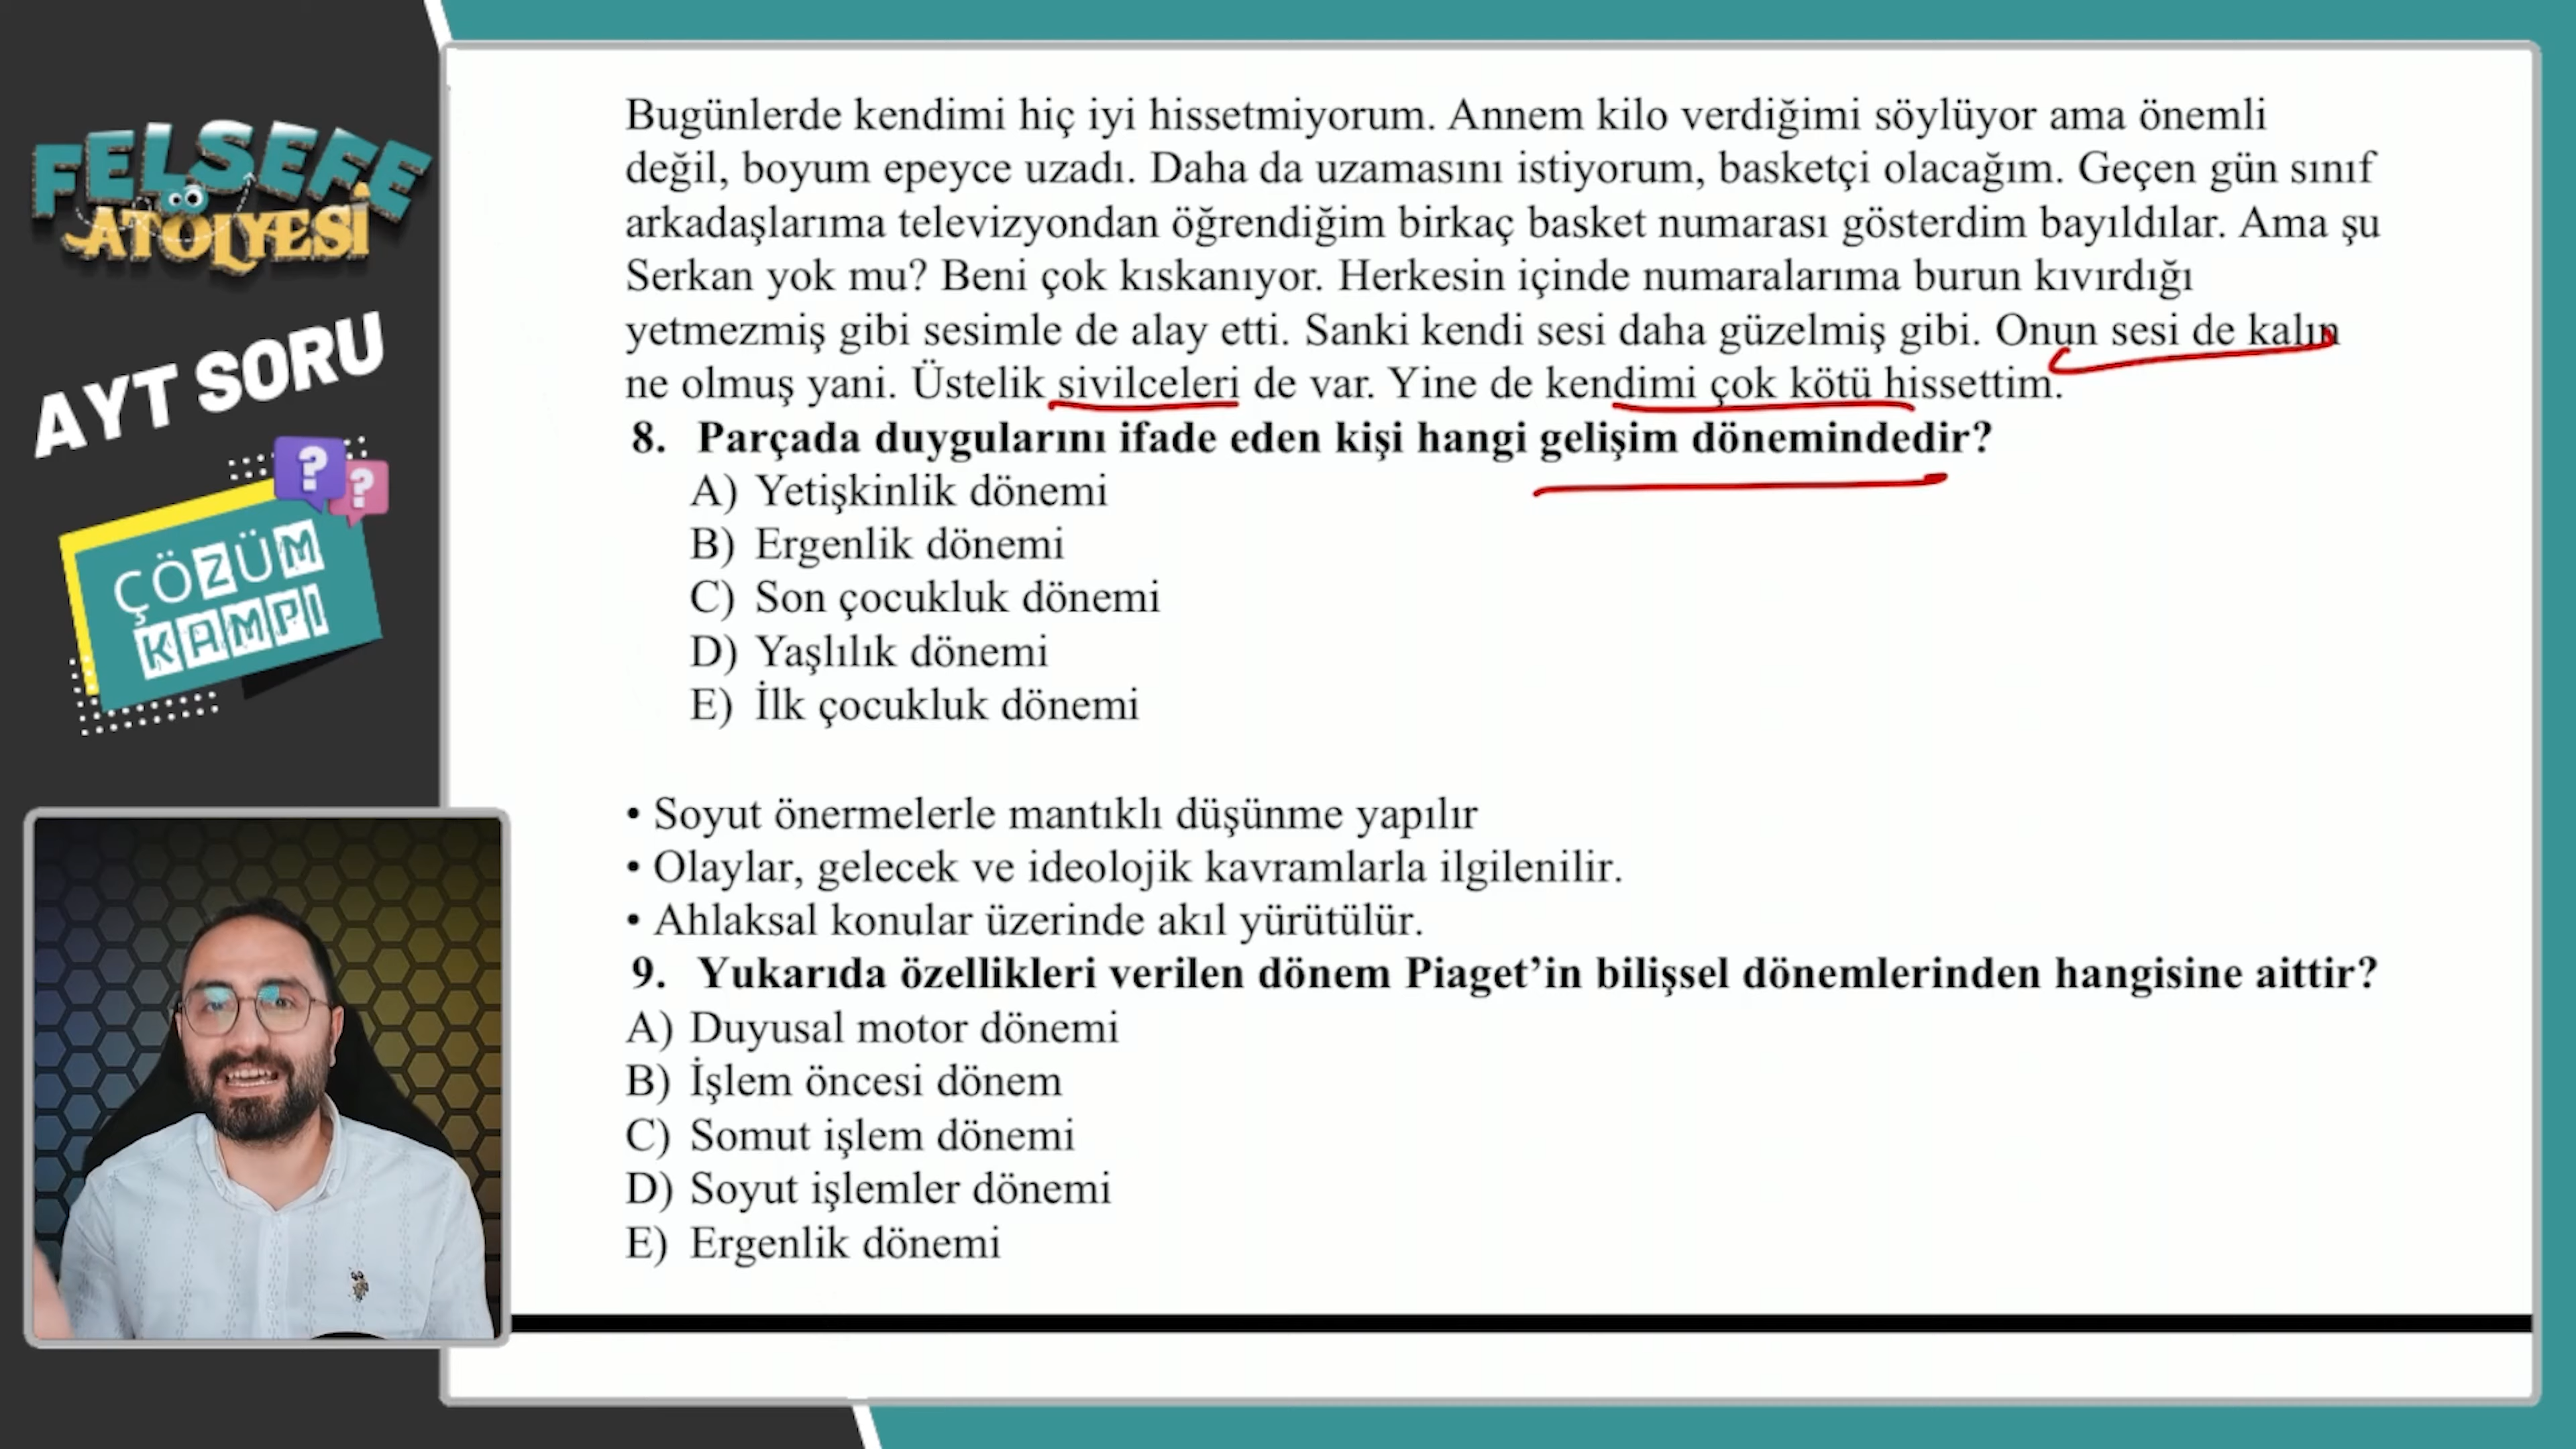 FELSEFE
ATÖLYESİ
AYT SORU
? ?
ÇÖZÜM
KAMPI
Bugünlerde kendimi hiç iyi hissetmiyorum. Annem kilo verdiğimi söylüyor ama önemli
değil, boyum epeyce uzadı. Daha da uzamasını istiyorum, basketçi olacağım. Geçen gün sınıf
arkadaşlarıma televizyondan öğrendiğim birkaç basket numarası gösterdim bayıldılar. Ama şu
Serkan yok mu? Beni çok kıskanıyor. Herkesin içinde numaralarıma burun kıvırdığı
yetmezmiş gibi sesimle de alay etti. Sanki kendi sesi daha güzelmiş gibi. Onun sesi de kalın
ne olmuş yani. Üstelik sivilceleri de var. Yine de kendimi çok kötü hissettim.
8. Parçada duygularını ifade eden kişi hangi gelişim dönemindedir?
A) Yetişkinlik dönemi
B) Ergenlik dönemi
C) Son çocukluk dönemi
D) Yaşlılık dönemi
E) İlk çocukluk dönemi
• Soyut önermelerle mantıklı düşünme yapılır
• Olaylar, gelecek ve ideolojik kavramlarla ilgilenilir.
• Ahlaksal konular üzerinde akıl yürütülür.
9. Yukarıda özellikleri verilen dönem Piaget’in bilişsel dönemlerinden hangisine aittir?
A) Duyusal motor dönemi
B) İşlem öncesi dönem
C) Somut işlem dönemi
D) Soyut işlemler dönemi
E) Ergenlik dönemi